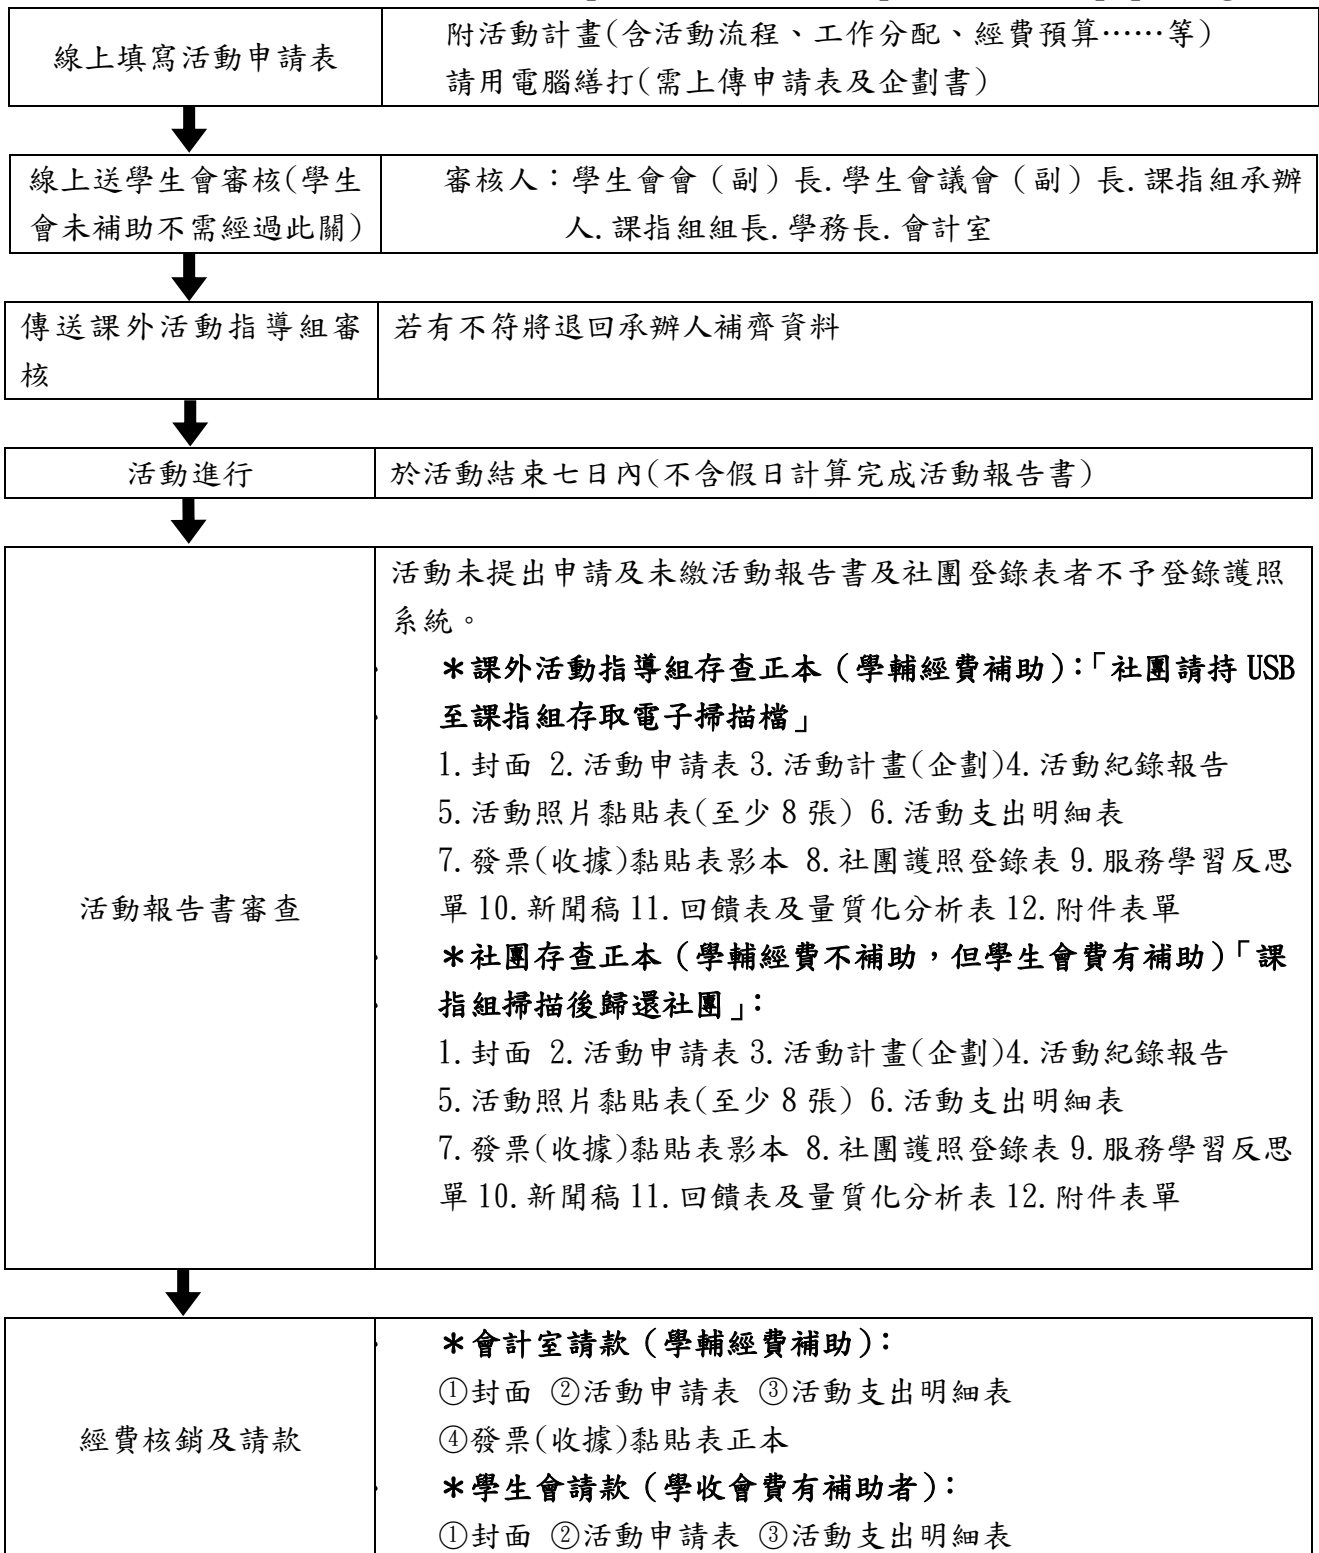 線上填寫活動申請表
附活動計畫(含活動流程、工作分配、經費預算……等)
請用電腦繕打(需上傳申請表及企劃書)
線上送學生會審核(學生
會未補助不需經過此關)
審核人：學生會會（副）長.學生會議會（副）長.課指組承辦
人.課指組組長.學務長.會計室
傳送課外活動指導組審
核
若有不符將退回承辦人補齊資料
活動進行
於活動結束七日內(不含假日計算完成活動報告書)
活動報告書審查
活動未提出申請及未繳活動報告書及社團登錄表者不予登錄護照
系統。
＊課外活動指導組存查正本（學輔經費補助）：「社團請持 USB
至課指組存取電子掃描檔」
1.封面 2.活動申請表 3.活動計畫(企劃)4.活動紀錄報告
5.活動照片黏貼表(至少 8 張) 6.活動支出明細表
7.發票(收據)黏貼表影本 8.社團護照登錄表 9.服務學習反思
單 10.新聞稿 11.回饋表及量質化分析表 12.附件表單
＊社團存查正本（學輔經費不補助，但學生會費有補助）「課
指組掃描後歸還社團」：
1.封面 2.活動申請表 3.活動計畫(企劃)4.活動紀錄報告
5.活動照片黏貼表(至少 8 張) 6.活動支出明細表
7.發票(收據)黏貼表影本 8.社團護照登錄表 9.服務學習反思
單 10.新聞稿 11.回饋表及量質化分析表 12.附件表單
經費核銷及請款
＊會計室請款（學輔經費補助）：
①封面 ②活動申請表 ③活動支出明細表
④發票(收據)黏貼表正本
＊學生會請款（學收會費有補助者）：
①封面 ②活動申請表 ③活動支出明細表